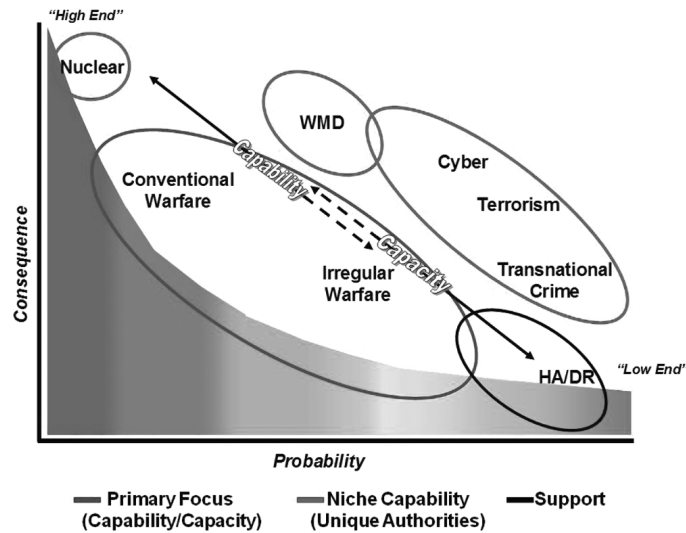 “High End”
Nuclear
WMD
Cyber
Terrorism
Transnational
Crime
Capability
Conventional
Warfare
Capacity
Irregular
Warfare
HA/DR
“Low End’
Consequence
Probability
Primary Focus
(Capability/Capacity)
Niche Capability
(Unique Authorities)
Support